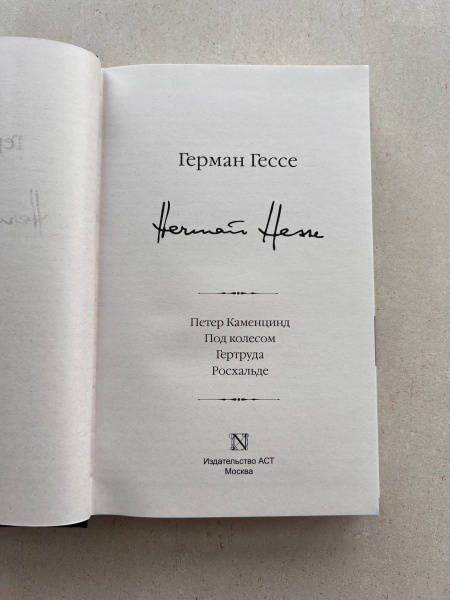 Герман Гессе
Hermann Hesse
Петер Каменцинд
Под колесом
Гертруда
Росхальде
N
Издательство АСТ
Москва